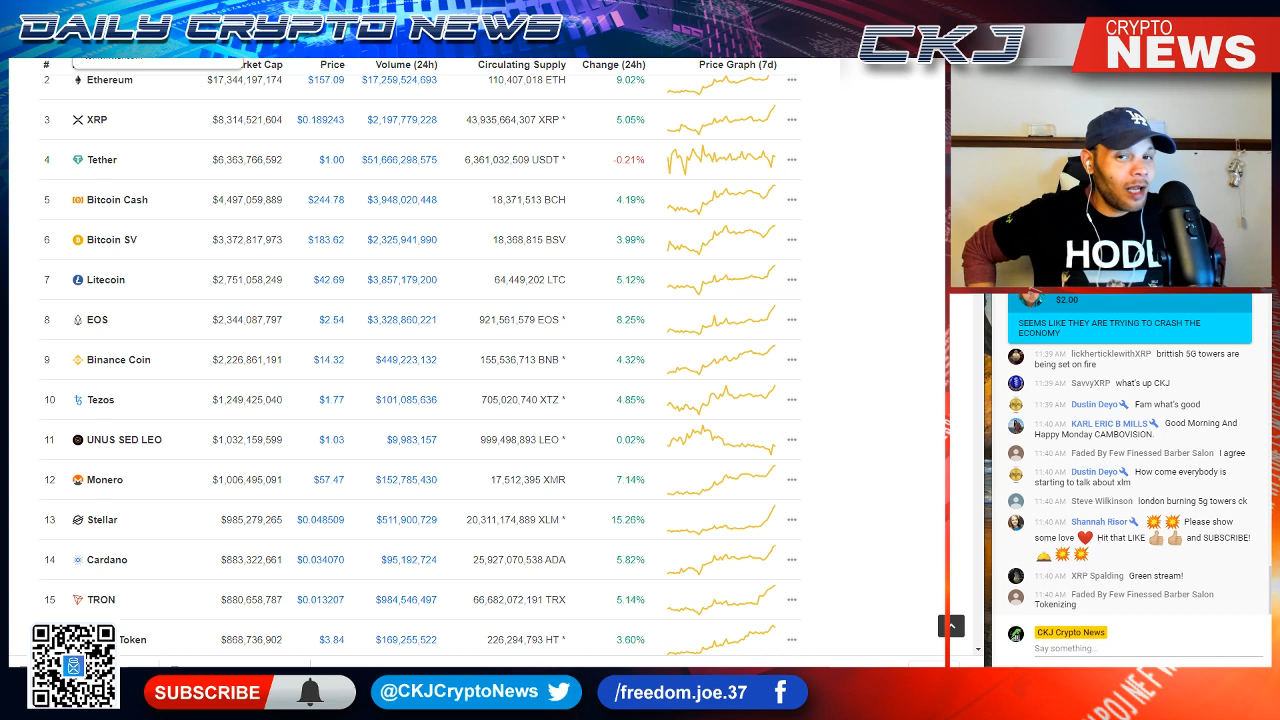 DAILY CRYPTO NEWS
CKJ
CRYPTO
NEWS
# Market Cap Price Volume (24h) Circulating Supply Change (24h) Price Graph (7d)
2 Ethereum $17,344,197,174 $157.09 $17,259,524,693 110,407,018 ETH 9.02%
3 XRP $8,314,321,604 $0.189243 $2,197,779,228 43,935,664,307 XRP * 5.05%
4 Tether $6,363,766,592 $1.00 $51,669,298,575 6,361,032,509 USDT * -0.21%
5 Bitcoin Cash $4,497,059,889 $244.78 $3,948,020,448 18,371,513 BCH 4.19%
6 Bitcoin SV $3,372,817,973 $183.62 $2,325,941,990 18,368,815 BSV 3.99%
7 Litecoin $2,751,058,249 $42.69 64,449,202 LTC 5.12%
8 EOS $2,344,087,797 $2.54 $3,328,860,221 921,561,579 EOS * 8.25%
9 Binance Coin $2,226,861,191 $14.32 $449,223,132 155,536,713 BNB * 4.32%
10 Tezos $1,249,425,040 $1.77 $101,085,636 705,020,740 XTZ * 4.85%
11 UNUS SED LEO $1,032,159,599 $1.03 $9,983,157 999,498,893 LEO * 0.02%
12 Monero $1,006,495,091 $57.47 $152,785,430 17,512,395 XMR 7.14%
13 Stellar $985,279,265 $0.048509 $511,900,729 20,311,174,889 XLM * 15.26%
14 Cardano $883,322,661 $0.034070 $95,192,724 25,927,070,538 ADA 5.82%
15 TRON $880,658,787 $0.013207 $984,546,497 66,682,072,191 TRX 5.14%
Token $868,736,902 $3.84 $169,255,522 226,294,793 HT * 3.60%
LA
HODL
$2.00
SEEMS LIKE THEY ARE TRYING TO CRASH THE
ECONOMY
11:39 AM lickherticklewithXRP brittish 5G towers are
being set on fire
11:39 AM SavvyXRP what's up CKJ
11:39 AM Dustin Deyo Fam what's good
11:40 AM KARL ERIC B MILLS Good Morning And
Happy Monday CAMBOVISION.
11:40 AM Faded By Few Finessed Barber Salon I agree
11:40 AM Dustin Deyo How come everybody is
starting to talk about xlm
11:40 AM Steve Wilkinson london burning 5g towers ck
11:40 AM Shannah Risor 💥 💥 Please show
some love ❤️ Hit that LIKE 👍 👍 and SUBSCRIBE!
11:40 AM XRP Spalding Green stream!
11:40 AM Faded By Few Finessed Barber Salon
Tokenizing
CKJ Crypto News
Say something...
SUBSCRIBE
@CKJCryptoNews
/freedom.joe.37